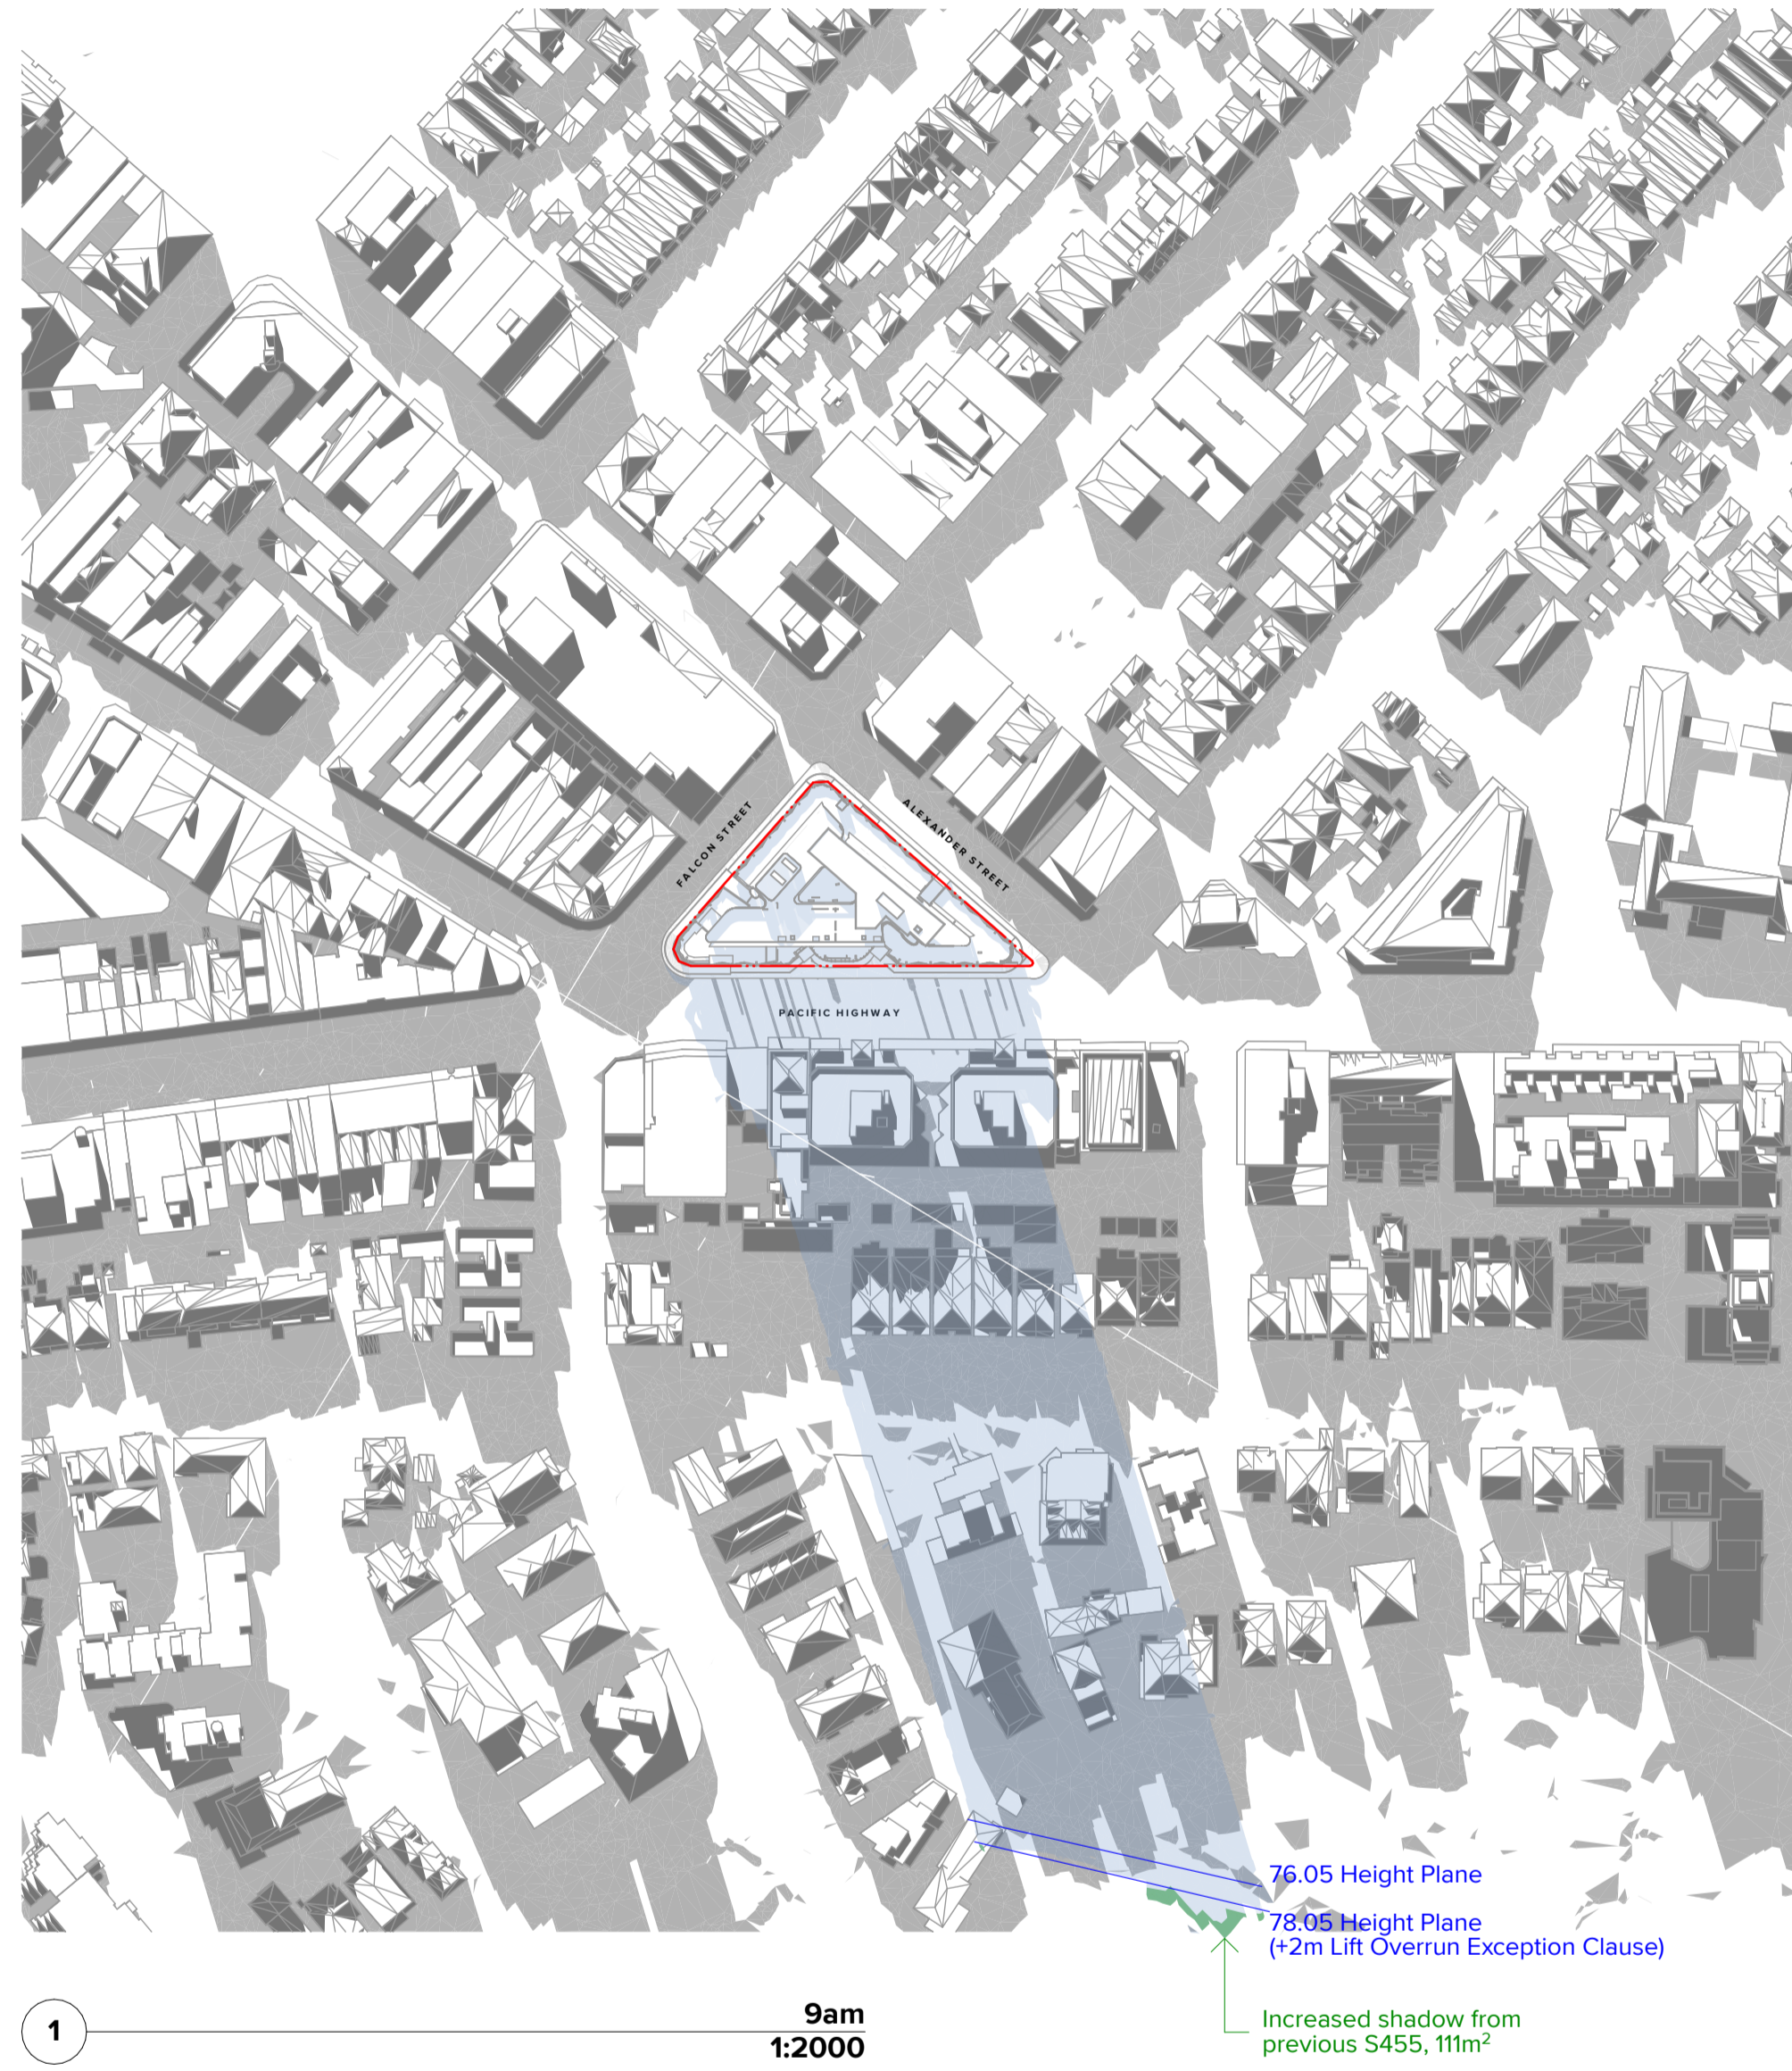 FALCON STREET
ALEXANDER STREET
PACIFIC HIGHWAY
76.05 Height Plane
78.05 Height Plane
(+2m Lift Overrun Exception Clause)
1
9am
1:2000
Increased shadow from
previous S455, 111m²